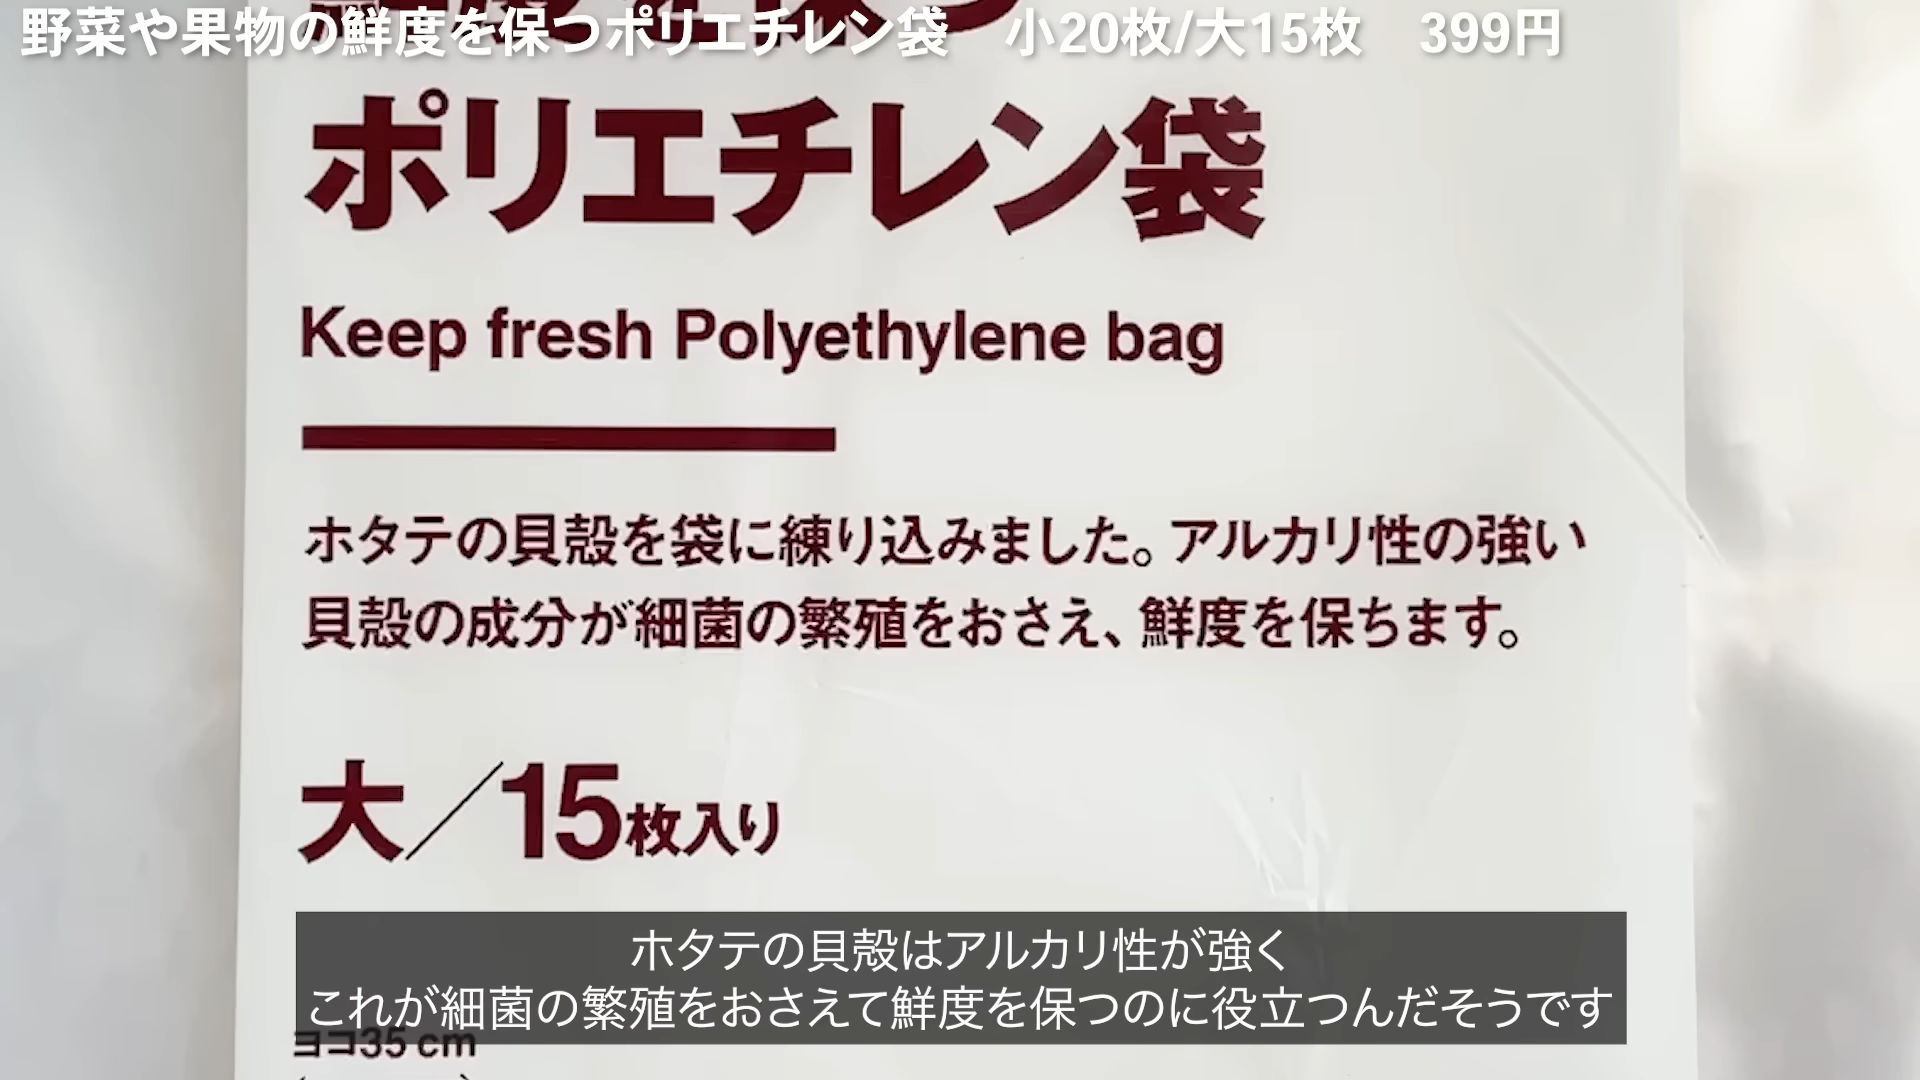 野菜や果物の鮮度を保つポリエチレン袋　小20枚/大15枚　399円
ポリエチレン袋
Keep fresh Polyethylene bag
ホタテの貝殻を袋に練り込みました。アルカリ性の強い
貝殻の成分が細菌の繁殖をおさえ、鮮度を保ちます。
大／15枚入り
ホタテの貝殻はアルカリ性が強く
これが細菌の繁殖をおさえて鮮度を保つのに役立つんだそうです
ヨコ35cm